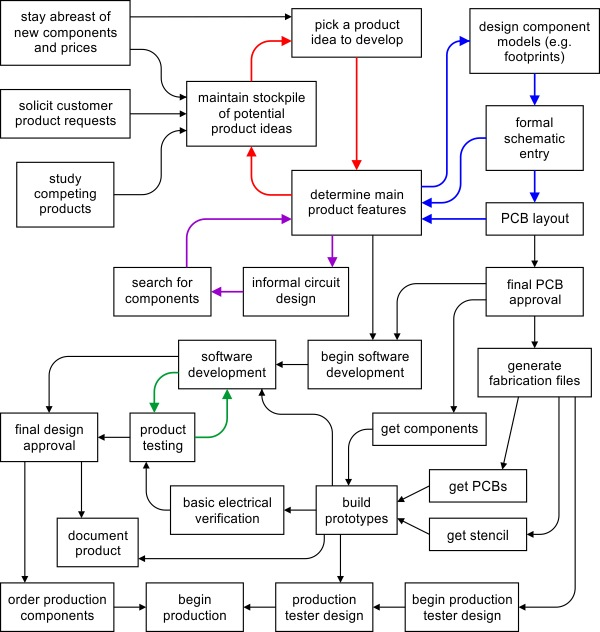 stay abreast of
new components
and prices
pick a product
idea to develop
design component
models (e.g.
footprints)
solicit customer
product requests
maintain stockpile
of potential
product ideas
formal
schematic
entry
study
competing
products
determine main
product features
PCB layout
search for
components
informal circuit
design
final PCB
approval
software
development
begin software
development
generate
fabrication files
final design
approval
product
testing
get components
basic electrical
verification
build
prototypes
get PCBs
document
product
get stencil
order production
components
begin
production
production
tester design
begin production
tester design